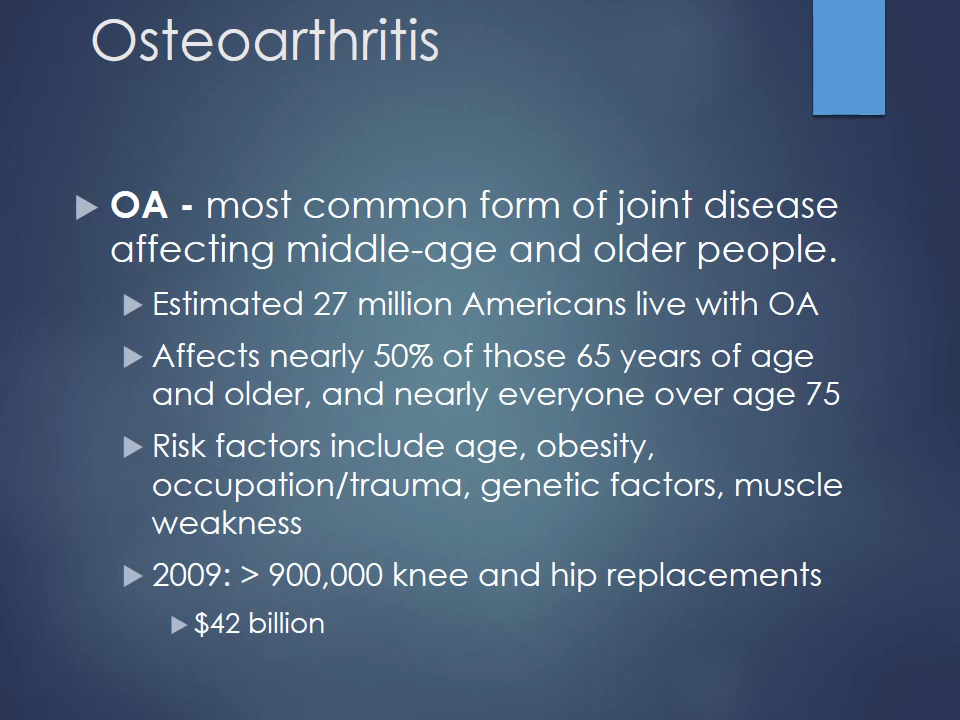 Osteoarthritis
OA - most common form of joint disease
affecting middle-age and older people.
Estimated 27 million Americans live with OA
Affects nearly 50% of those 65 years of age
and older, and nearly everyone over age 75
Risk factors include age, obesity,
occupation/trauma, genetic factors, muscle
weakness
2009: > 900,000 knee and hip replacements
$42 billion